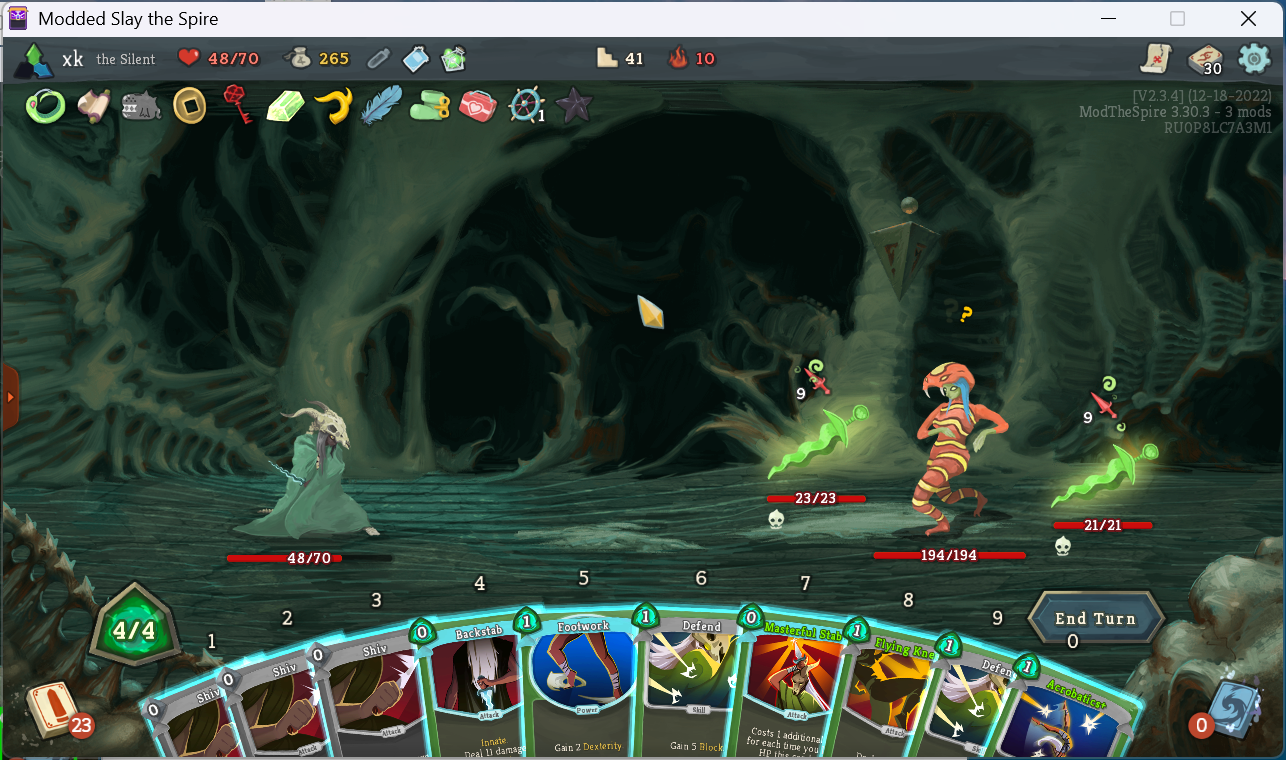 Modded Slay the Spire
xk the Silent 48/70 265 41 10 30
1
[V2.3.4] (12-18-2022)
ModTheSpire 3.30.3 - 3 mods
RU0P8LC7A3M1
?
9
9
23/23
21/21
48/70
194/194
4/4
1 2 3 4 5 6 7 8 9 0
End Turn
0 Shiv
0 Shiv
0 Shiv
0 Backstab
Attack
Innate.
Deal 11 damage
1 Footwork
Power
Gain 2 Dexterity.
1 Defend
Skill
Gain 5 Block
0 Masterful Stab
Attack
Costs 1 additional
for each time you
HP this
1 Flying Kne
Attack
1 Defen
1 Acrobatics+
23
0